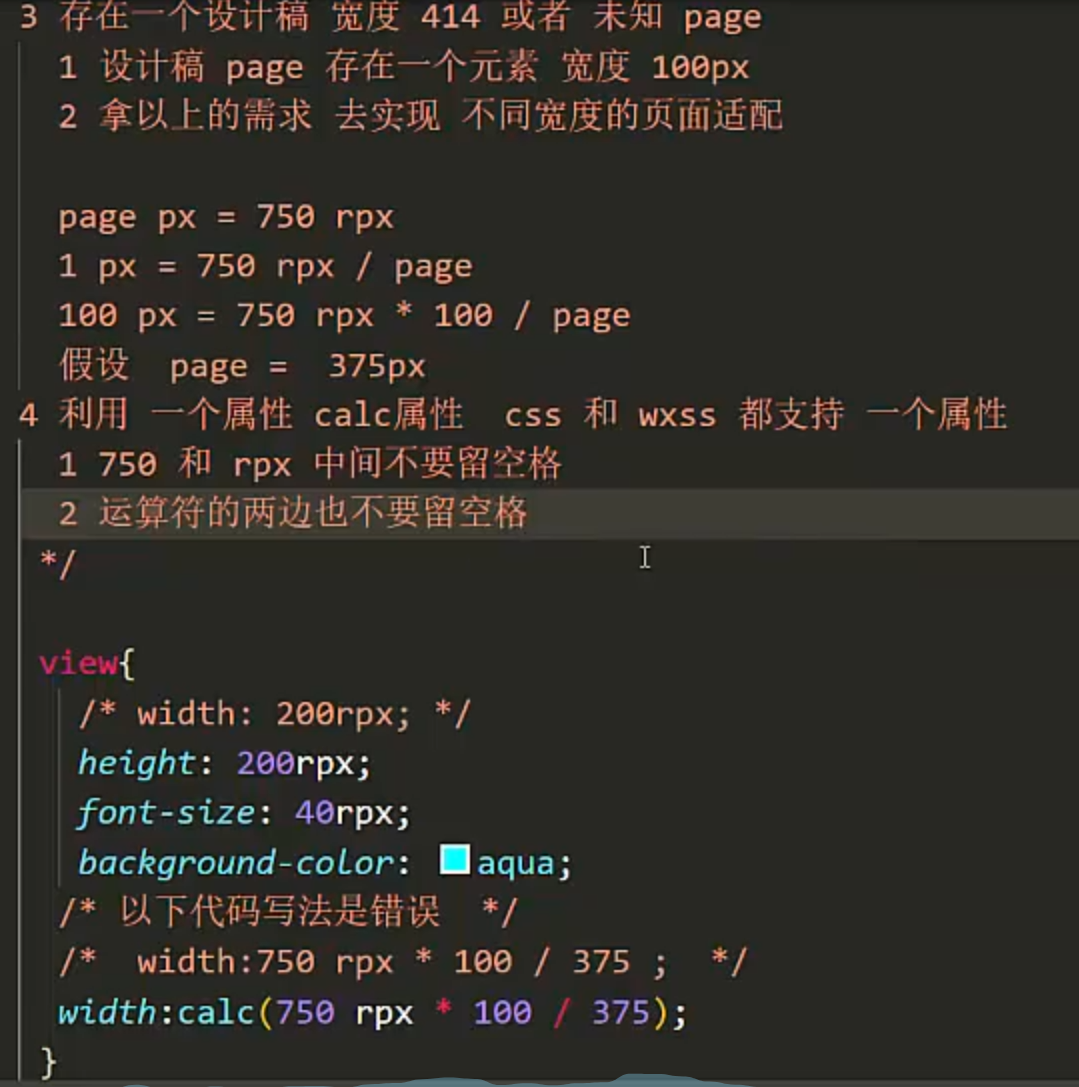 3 存在一个设计稿 宽度 414 或者 未知 page
1 设计稿 page 存在一个元素 宽度 100px
2 拿以上的需求 去实现 不同宽度的页面适配
page px = 750 rpx
1 px = 750 rpx / page
100 px = 750 rpx * 100 / page
假设 page = 375px
4 利用 一个属性 calc属性 css 和 wxss 都支持 一个属性
1 750 和 rpx 中间不要留空格
2 运算符的两边也不要留空格
*/
view{
/* width: 200rpx; */
height: 200rpx;
font-size: 40rpx;
background-color: aqua;
/* 以下代码写法是错误 */
/* width:750 rpx * 100 / 375 ; */
width:calc(750 rpx * 100 / 375);
}